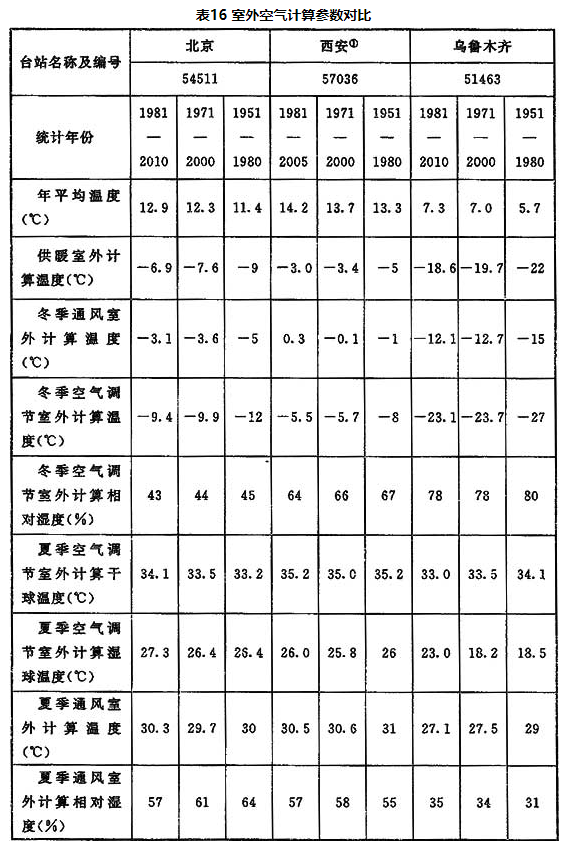 表16 室外空气计算参数对比
台站名称及编号 北京 西安① 乌鲁木齐
54511 57036 51463
统计年份 1981—2010 1971—2000 1951—1980 1981—2005 1971—2000 1951—1980 1981—2010 1971—2000 1951—1980
年平均温度
(℃) 12.9 12.3 11.4 14.2 13.7 13.3 7.3 7.0 5.7
供暖室外计
算温度(℃) −6.9 −7.6 −9 −3.0 −3.4 −5 −18.6 −19.7 −22
冬季通风室
外计算温度
(℃) −3.1 −3.6 −5 0.3 −0.1 −1 −12.1 −12.7 −15
冬季空气调
节室外计算温
度(℃) −9.4 −9.9 −12 −5.5 −5.7 −8 −23.1 −23.7 −27
冬季空气调
节室外计算相
对湿度(%) 43 44 45 64 66 67 78 78 80
夏季空气调
节室外计算干
球温度(℃) 34.1 33.5 33.2 35.2 35.0 35.2 33.0 33.5 34.1
夏季空气调
节室外计算湿
球温度(℃) 27.3 26.4 26.4 26.0 25.8 26 23.0 18.2 18.5
夏季通风室
外计算温度
(℃) 30.3 29.7 30 30.5 30.6 31 27.1 27.5 29
夏季通风室
外计算相对湿
度(%) 57 61 64 57 58 55 35 34 31